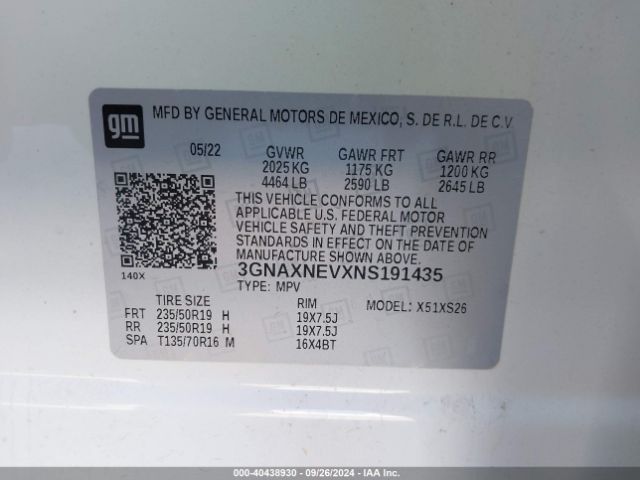 gm
MFD BY GENERAL MOTORS DE MEXICO, S. DE R.L. DE C.V.
05/22 GVWR GAWR FRT GAWR RR
2025 KG 1175 KG 1200 KG
4464 LB 2590 LB 2645 LB
THIS VEHICLE CONFORMS TO ALL
APPLICABLE U.S. FEDERAL MOTOR
VEHICLE SAFETY AND THEFT PREVENTION
STANDARDS IN EFFECT ON THE DATE OF
MANUFACTURE SHOWN ABOVE.
140X 3GNAXNEVXNS191435
TYPE: MPV
TIRE SIZE RIM MODEL: X51XS26
FRT 235/50R19 H 19X7.5J
RR 235/50R19 H 19X7.5J
SPA T135/70R16 M 16X4BT
000 - 40438930 - 09/26/2024 - IAA Inc.